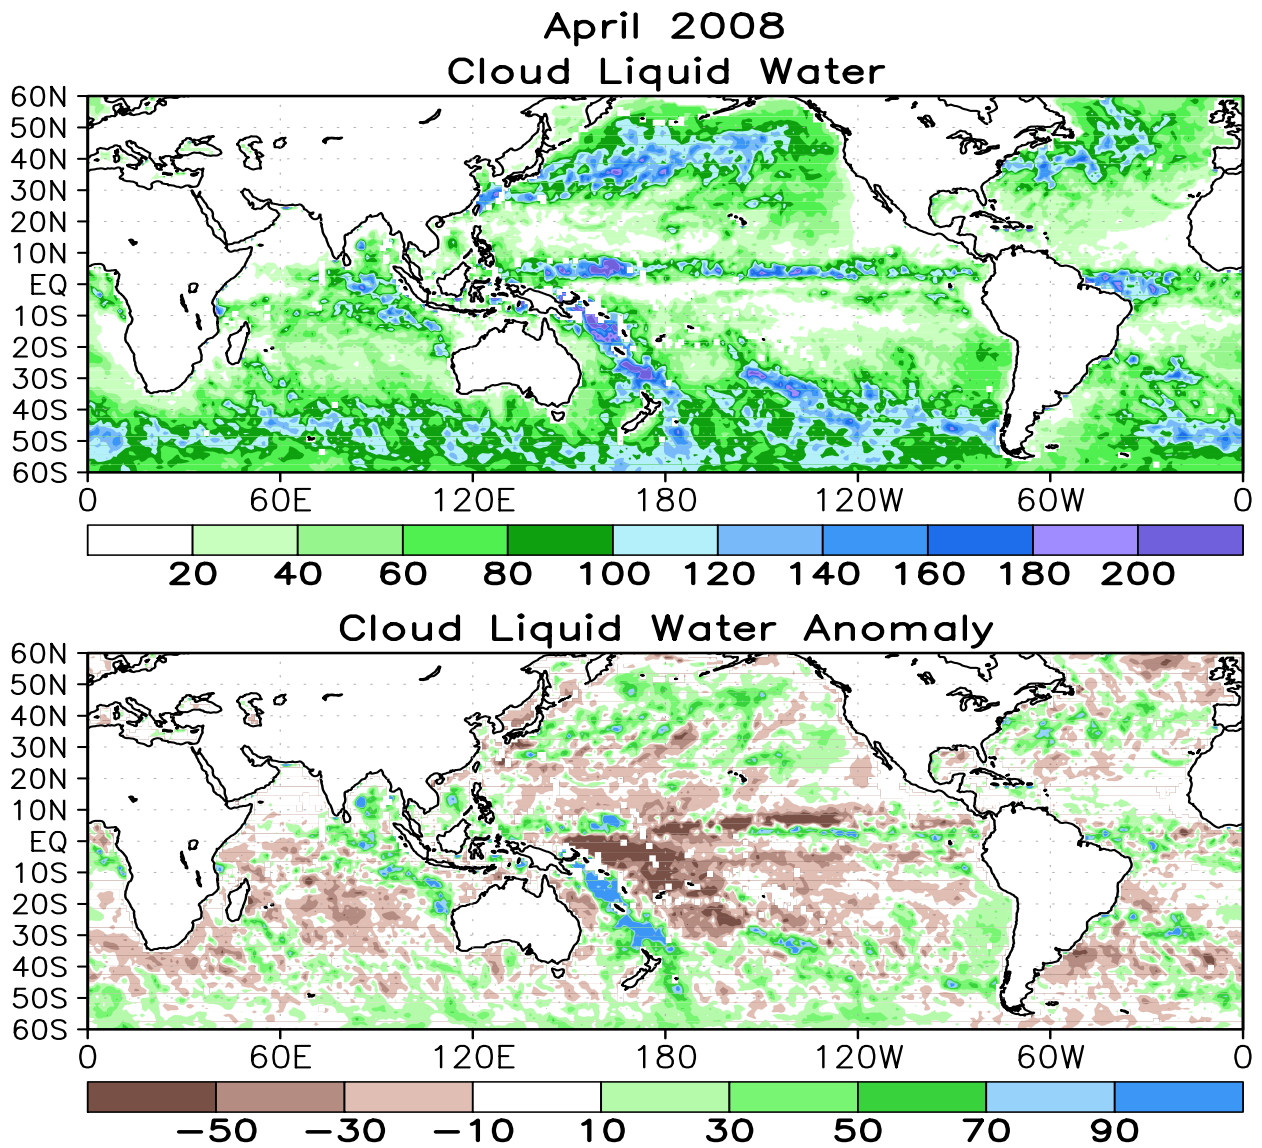 April 2008
Cloud Liquid Water
60N
50N
40N
30N
20N
10N
EQ
10S
20S
30S
40S
50S
60S
0 60E 120E 180 120W 60W 0
20 40 60 80 100 120 140 160 180 200
Cloud Liquid Water Anomaly
60N
50N
40N
30N
20N
10N
EQ
10S
20S
30S
40S
50S
60S
0 60E 120E 180 120W 60W 0
−50 −30 −10 10 30 50 70 90